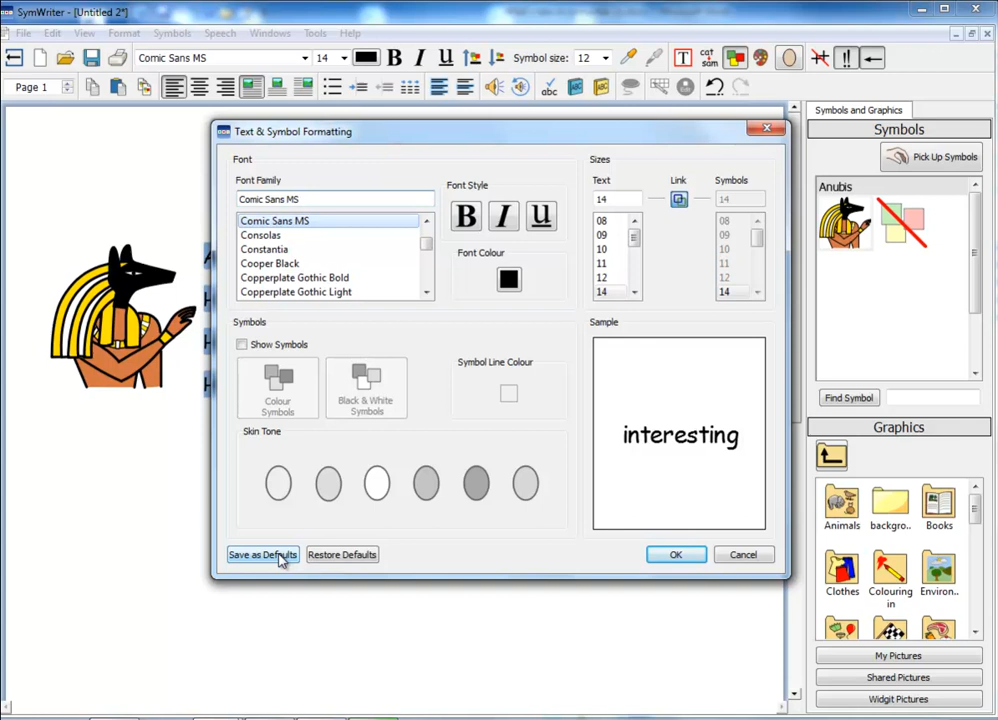 SymWriter - [Untitled 2*]
File Edit View Format Symbols Speech Windows Tools Help
Comic Sans MS 14 B I U Symbol size: 12 T cat sam
Page 1 abc
Symbols and Graphics
Symbols
Pick Up Symbols
Anubis
Find Symbol
Graphics
Animals backgro.. Books
Clothes Colouring in Environ..
My Pictures
Shared Pictures
Widgit Pictures
Text & Symbol Formatting
Font
Font Family
Comic Sans MS
Comic Sans MS
Consolas
Constantia
Cooper Black
Copperplate Gothic Bold
Copperplate Gothic Light
Font Style
B I U
Font Colour
Sizes
Text Link Symbols
14 14
08 08
09 09
10 10
11 11
12 12
14 14
Symbols
Show Symbols
Colour Symbols
Black & White Symbols
Symbol Line Colour
Skin Tone
Sample
interesting
Save as Defaults Restore Defaults OK Cancel